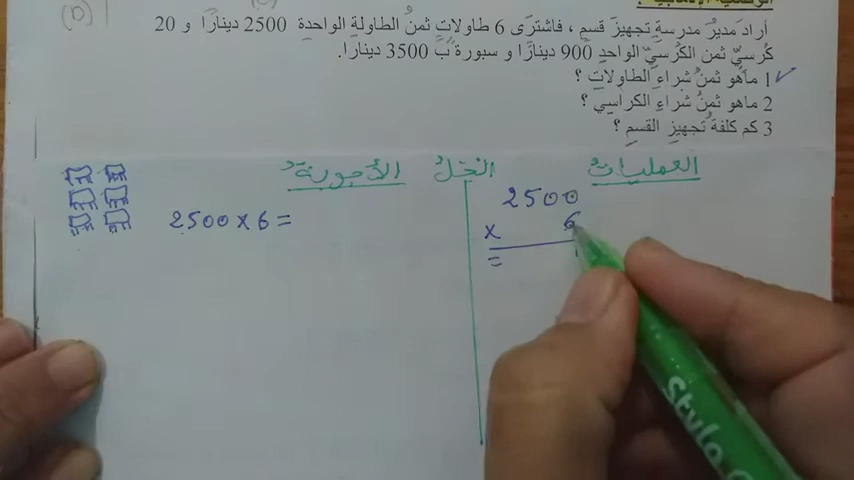 أراد مدير مدرسة تجهيز قسم ، فاشترى 6 طاولات ثمن الطاولة الواحدة 2500 دينارًا و 20
كرسيّ ثمن الكرسيّ الواحد 900 دينارًا و سبورة ب 3500 دينارًا.
1 ماهو ثمن شراء الطاولات ؟
2 ماهو ثمن شراء الكراسي ؟
3 كم كلفة تجهيز القسم ؟
العمليات الحل الأجوبة
2500
× 6
=
2500 × 6 =
Style